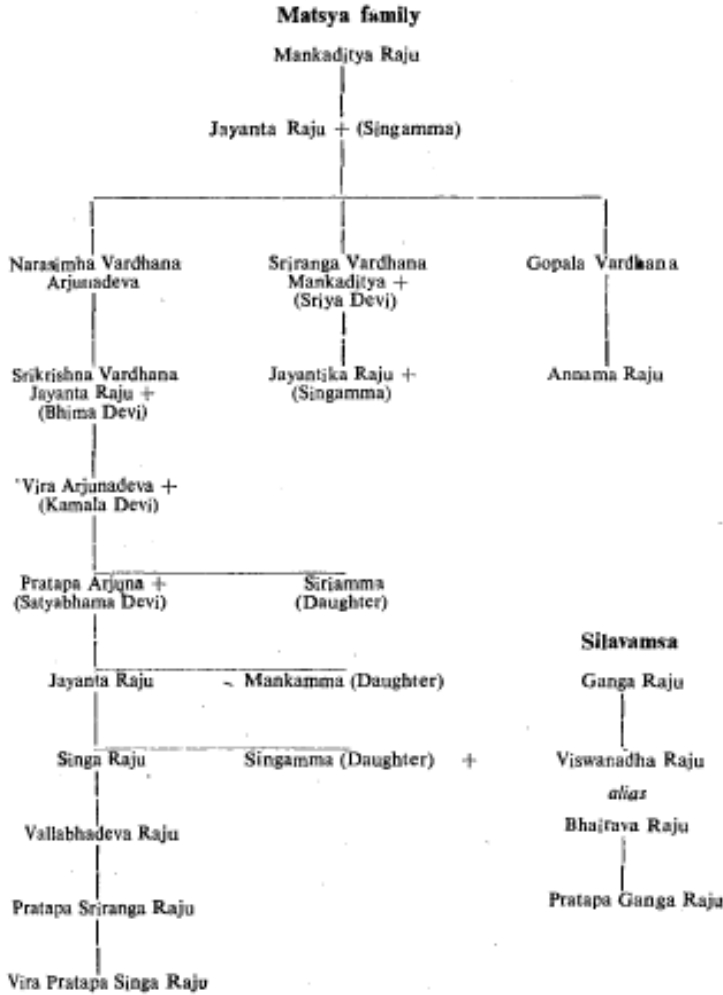 Matsya family
Mankaditya Raju
Jayanta Raju + (Singamma)
Narasimha Vardhana
Arjunadeva
Sriranga Vardhana
Mankaditya +
(Sriya Devi)
Gopala Vardhana
Srikrishna Vardhana
Jayanta Raju +
(Bhima Devi)
Jayantika Raju +
(Singamma)
Annama Raju
Vira Arjunadeva +
(Kamala Devi)
Pratapa Arjuna +
(Satyabhama Devi)
Siriamma
(Daughter)
Silavamsa
Jayanta Raju
Mankamma (Daughter)
Ganga Raju
Singa Raju
Singamma (Daughter) +
Viswanadha Raju
alias
Bhairava Raju
Vallabhadeva Raju
Pratapa Ganga Raju
Pratapa Sriranga Raju
Vira Pratapa Singa Raju